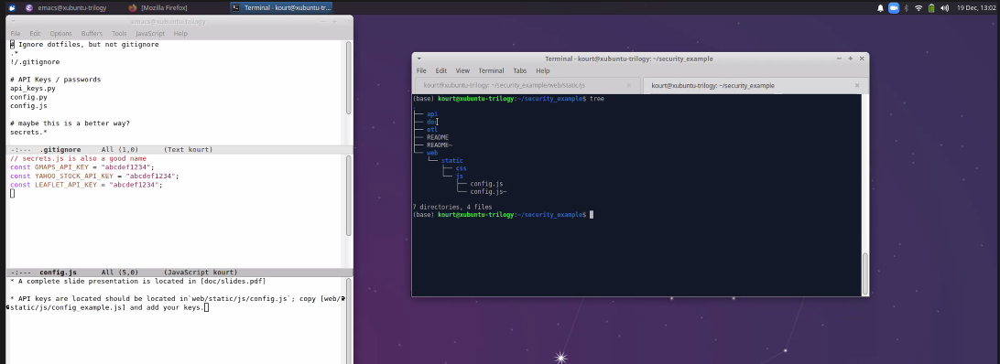 emacs@xubuntu-trilogy
[Mozilla Firefox]
Terminal - kourt@xubuntu-tr...
19 Dec, 13:02
emacs@xubuntu-trilogy
File Edit Options Buffers Tools JavaScript Help
# Ignore dotfiles, but not gitignore
.*
!/.gitignore
# API Keys / passwords
api_keys.py
config.py
config.js
# maybe this is a better way?
secrets.*
-:--- .gitignore All (1,0) (Text kourt)
// secrets.js is also a good name
const GMAPS_API_KEY = "abcdef1234";
const YAHOO_STOCK_API_KEY = "abcdef1234";
const LEAFLET_API_KEY = "abcdef1234";
-:--- config.js All (5,0) (JavaScript kourt)
* A complete slide presentation is located in [doc/slides.pdf]
* API keys are located should be located in`web/static/js/config.js`; copy [web/
static/js/config_example.js] and add your keys.
Terminal - kourt@xubuntu-trilogy: ~/security_example
File Edit View Terminal Tabs Help
kourt@xubuntu-trilogy: ~/security_example/web/static/js
kourt@xubuntu-trilogy: ~/security_example
(base) kourt@xubuntu-trilogy:~/security_example$ tree
.
├── api
├── doc
├── etl
├── README
├── README~
└── web
    └── static
        ├── css
        └── js
            ├── config.js
            └── config.js~
7 directories, 4 files
(base) kourt@xubuntu-trilogy:~/security_example$